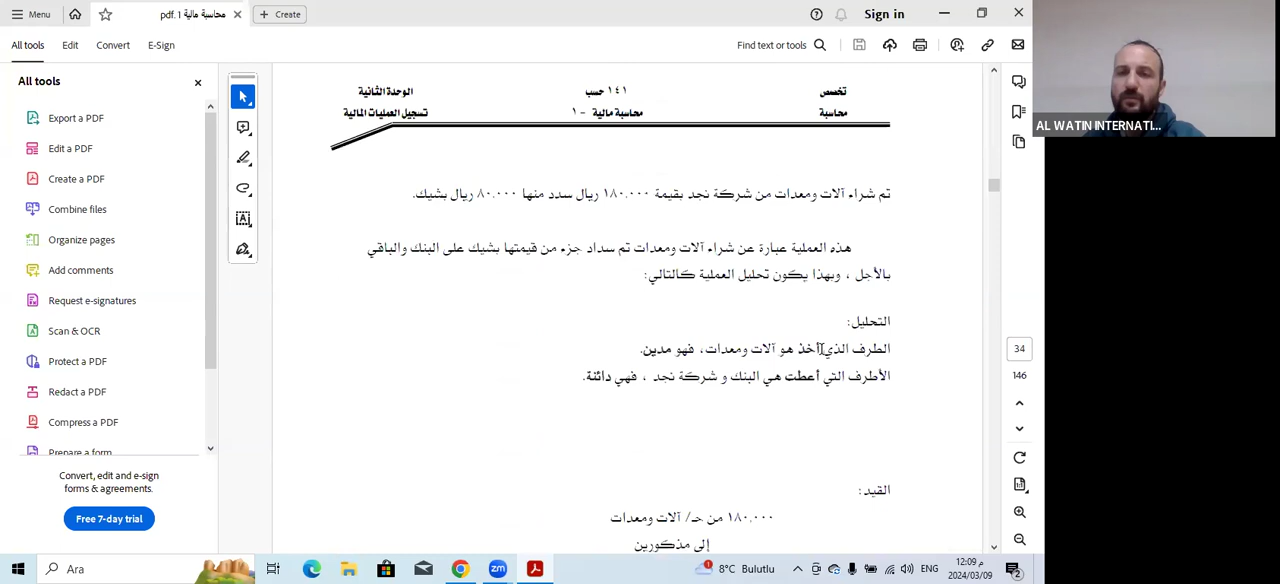 Menu
محاسبة مالية 1.pdf
Create
Sign in
All tools
Edit
Convert
E-Sign
Find text or tools
All tools
Export a PDF
Edit a PDF
Create a PDF
Combine files
Organize pages
Add comments
Request e-signatures
Scan & OCR
Protect a PDF
Redact a PDF
Compress a PDF
Prepare a form
Convert, edit and e-sign
forms & agreements.
Free 7-day trial
تخصص
١٤١ حسب
الوحدة الثانية
محاسبة
محاسبة مالية - ١
تسجيل العمليات المالية
تم شراء آلات ومعدات من شركة نجد بقيمة ١٨٠,٠٠٠ ريال سدد منها ٨٠,٠٠٠ ريال بشيك.
هذه العملية عبارة عن شراء آلات ومعدات تم سداد جزء من قيمتها بشيك على البنك والباقي
بالأجل ، وبهذا يكون تحليل العملية كالتالي:
التحليل:
الطرف الذي أخذ هو آلات ومعدات، فهو مدين.
الأطرف التي أعطت هي البنك و شركة نجد ، فهي دائنة.
القيد:
١٨٠,٠٠٠ من حـ/ آلات ومعدات
إلى مذكورين
34
146
AL WATIN INTERNATI...
Ara
zm
1
8°C Bulutlu
ENG
12:09 م
2024/03/09
2